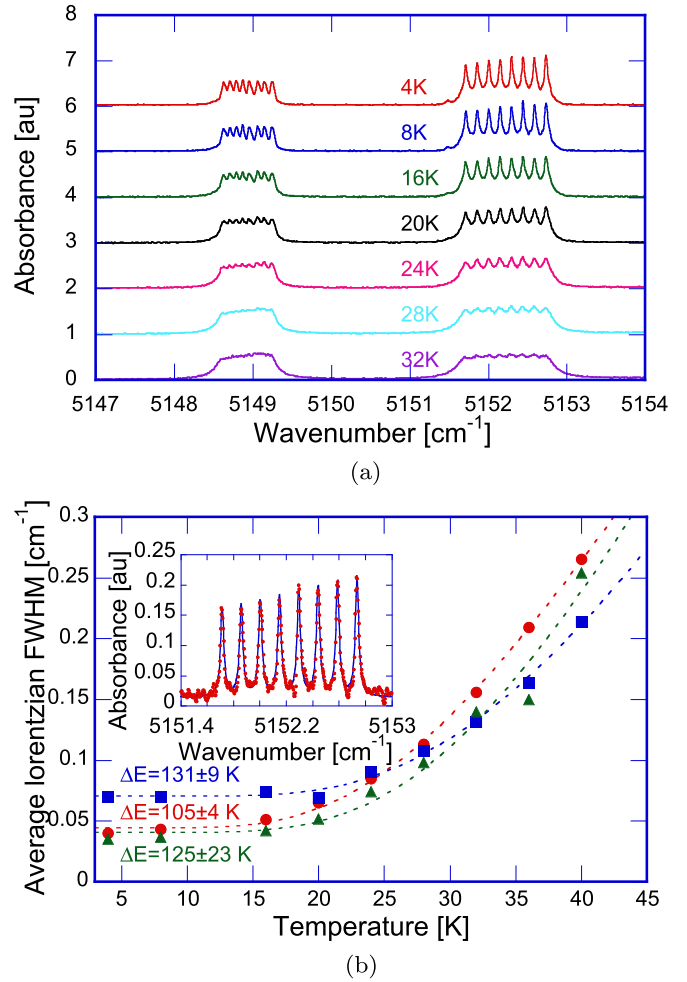 8
7
6
5
4
3
2
1
0
Absorbance [au]
4K
8K
16K
20K
24K
28K
32K
5147 5148 5149 5150 5151 5152 5153 5154
Wavenumber [cm⁻¹]
(a)
0.3
0.25
0.2
0.15
0.1
0.05
0
Average lorentzian FWHM [cm⁻¹]
0.25
0.2
0.15
0.1
0.05
0
Absorbance [au]
5151.4 5152.2 5153
Wavenumber [cm⁻¹]
ΔE=131±9 K
ΔE=105±4 K
ΔE=125±23 K
5 10 15 20 25 30 35 40 45
Temperature [K]
(b)